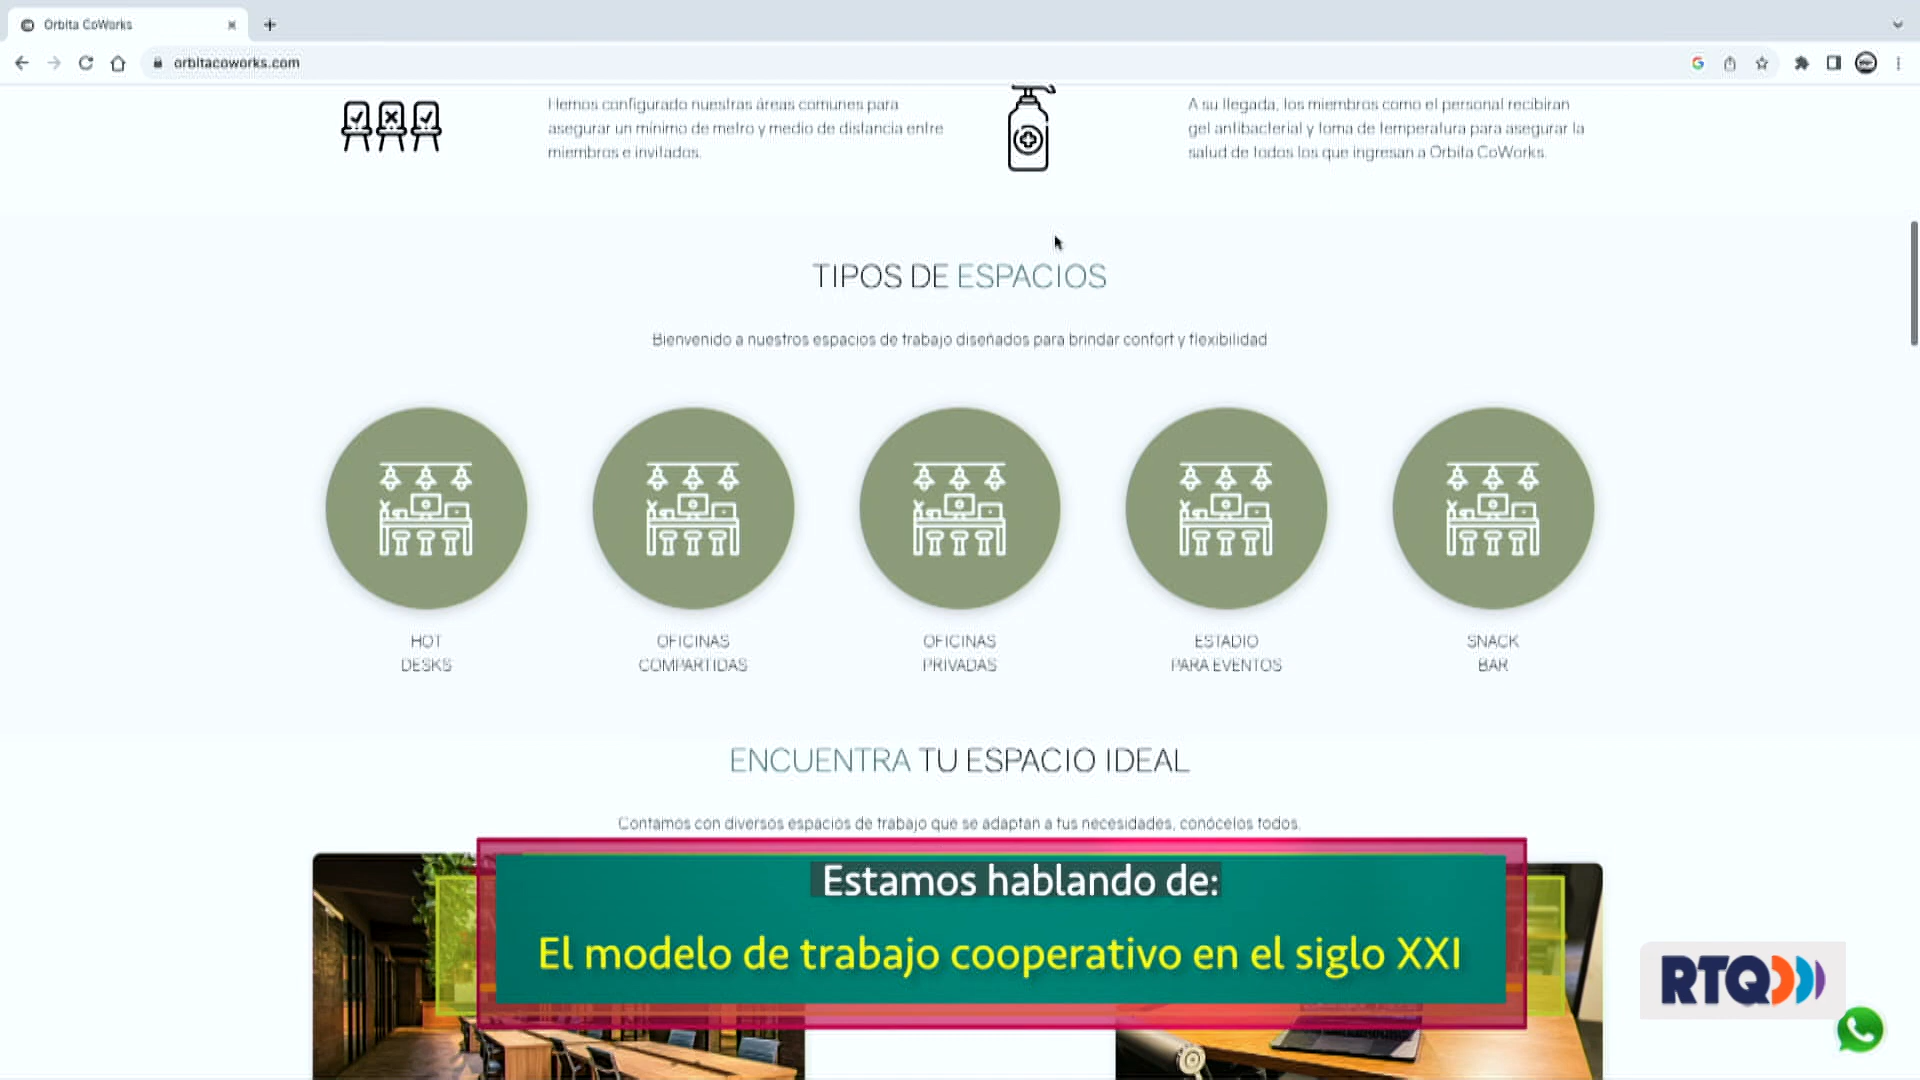 Orbita CoWorks
orbitacoworks.com
Hemos configurado nuestras áreas comunes para
asegurar un mínimo de metro y medio de distancia entre
miembros e invitados.
A su llegada, los miembros como el personal recibiran
gel antibacterial y toma de temperatura para asegurar la
salud de todos los que ingresan a Orbita CoWorks.
TIPOS DE ESPACIOS
Bienvenido a nuestros espacios de trabajo diseñados para brindar confort y flexibilidad
HOT
DESKS
OFICINAS
COMPARTIDAS
OFICINAS
PRIVADAS
ESTADIO
PARA EVENTOS
SNACK
BAR
ENCUENTRA TU ESPACIO IDEAL
Contamos con diversos espacios de trabajo que se adaptan a tus necesidades, conócelos todos.
Estamos hablando de:
El modelo de trabajo cooperativo en el siglo XXI
RTQ